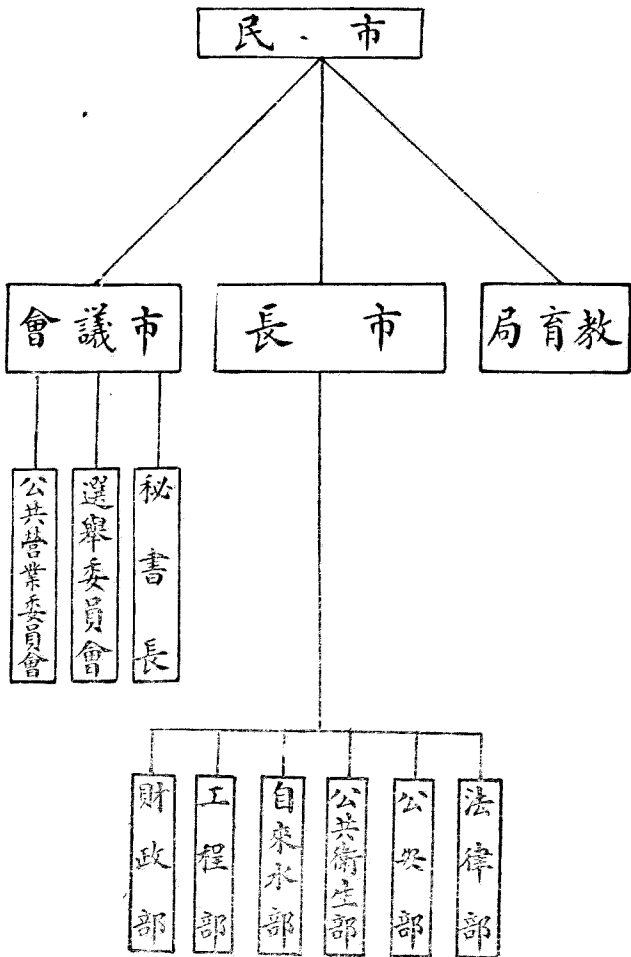 市民
教育局
市長
市議會
秘書長
選舉委員會
公共營業委員會
法律部
公安部
公共衛生部
自來水部
工程部
財政部